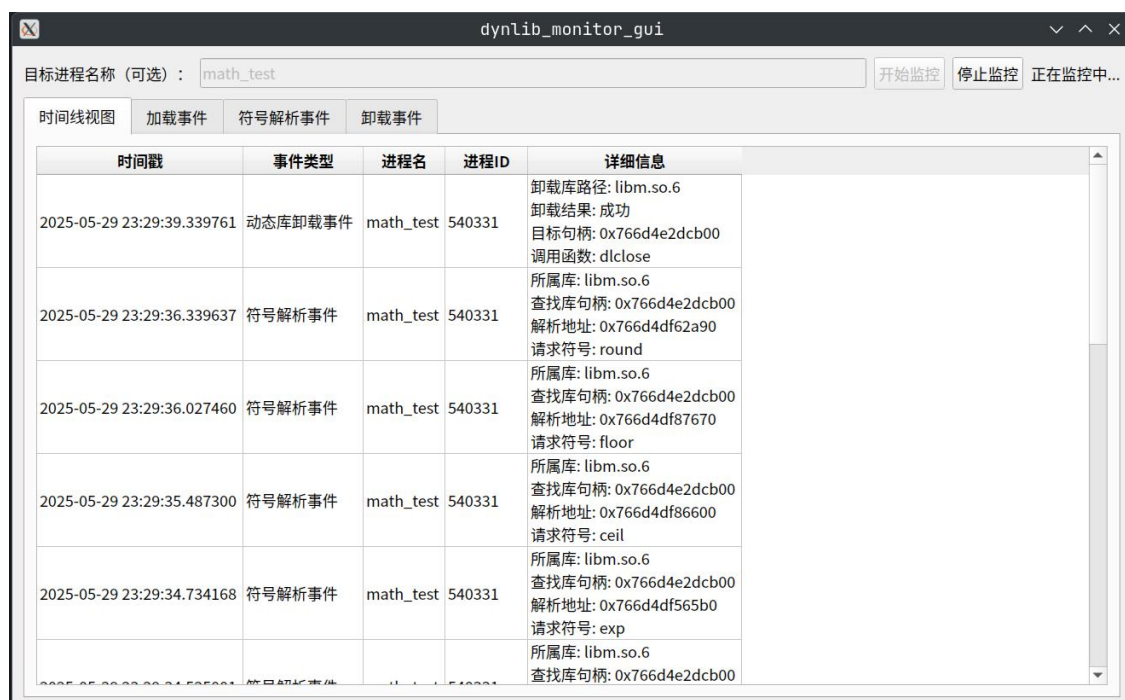 dynlib_monitor_gui
目标进程名称（可选）： math_test 开始监控 停止监控 正在监控中...
时间线视图 加载事件 符号解析事件 卸载事件
时间戳 事件类型 进程名 进程ID 详细信息
卸载库路径: libm.so.6
卸载结果: 成功
2025-05-29 23:29:39.339761 动态库卸载事件 math_test 540331
目标句柄: 0x766d4e2dcb00
调用函数: dlclose
所属库: libm.so.6
查找库句柄: 0x766d4e2dcb00
2025-05-29 23:29:36.339637 符号解析事件 math_test 540331
解析地址: 0x766d4df62a90
请求符号: round
所属库: libm.so.6
查找库句柄: 0x766d4e2dcb00
2025-05-29 23:29:36.027460 符号解析事件 math_test 540331
解析地址: 0x766d4df87670
请求符号: floor
所属库: libm.so.6
查找库句柄: 0x766d4e2dcb00
2025-05-29 23:29:35.487300 符号解析事件 math_test 540331
解析地址: 0x766d4df86600
请求符号: ceil
所属库: libm.so.6
查找库句柄: 0x766d4e2dcb00
2025-05-29 23:29:34.734168 符号解析事件 math_test 540331
解析地址: 0x766d4df565b0
请求符号: exp
所属库: libm.so.6
查找库句柄: 0x766d4e2dcb00